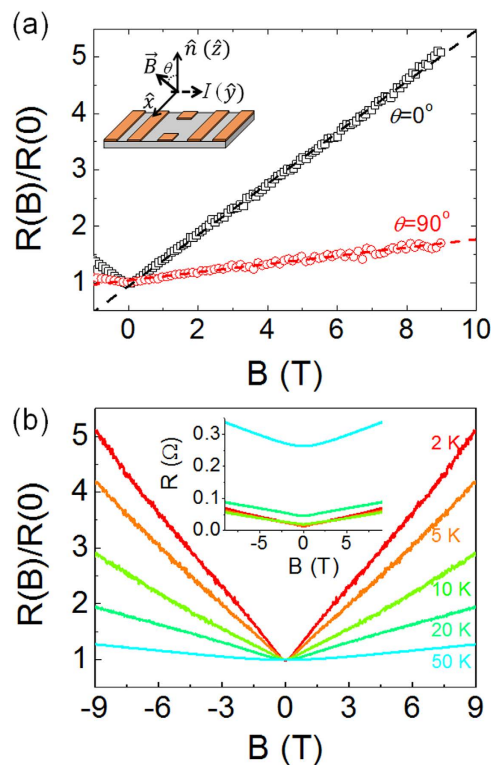 (a)
n̂ (ẑ)
B⃗ θ
I (ŷ)
x̂
θ=0°
θ=90°
R(B)/R(0)
5
4
3
2
1
0 2 4 6 8 10
B (T)
(b)
R(B)/R(0)
5
4
3
2
1
R (Ω)
0.3
0.2
0.1
0.0
-5 0 5
B (T)
2 K
5 K
10 K
20 K
50 K
-9 -6 -3 0 3 6 9
B (T)